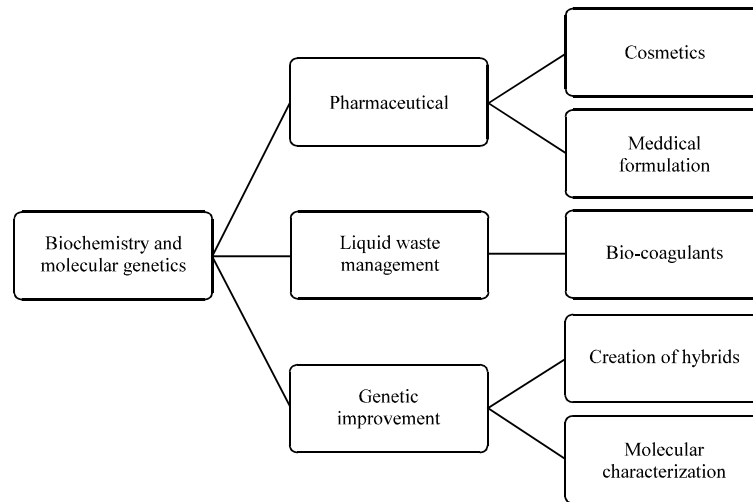 Cosmetics
Pharmaceutical
Meddical
formulation
Biochemistry and
molecular genetics
Liquid waste
management
Bio-coagulants
Creation of hybrids
Genetic
improvement
Molecular
characterization